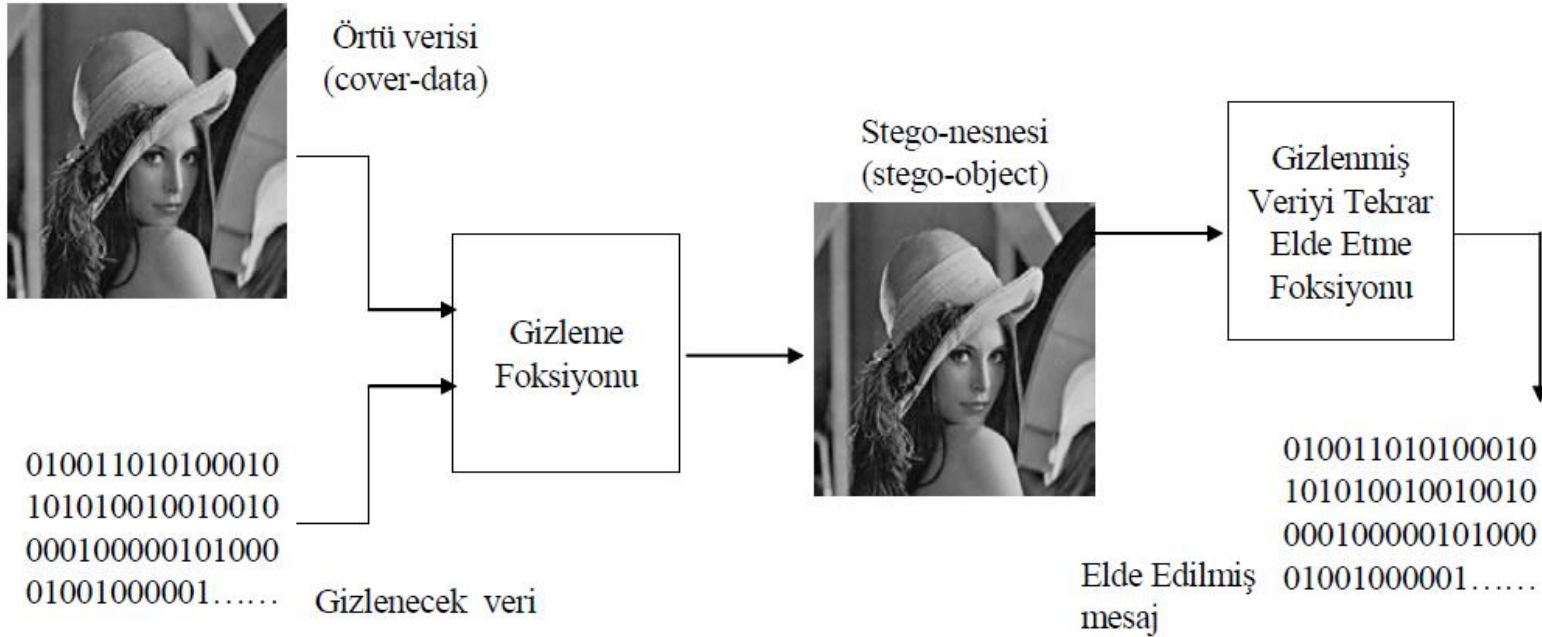 Örtü verisi
(cover-data)
010011010100010
101010010010010
000100000101000
01001000001......
Gizlenecek veri
Gizleme
Foksiyonu
Stego-nesnesi
(stego-object)
Gizlenmiş
Veriyi Tekrar
Elde Etme
Foksiyonu
010011010100010
101010010010010
000100000101000
01001000001......
Elde Edilmiş
mesaj